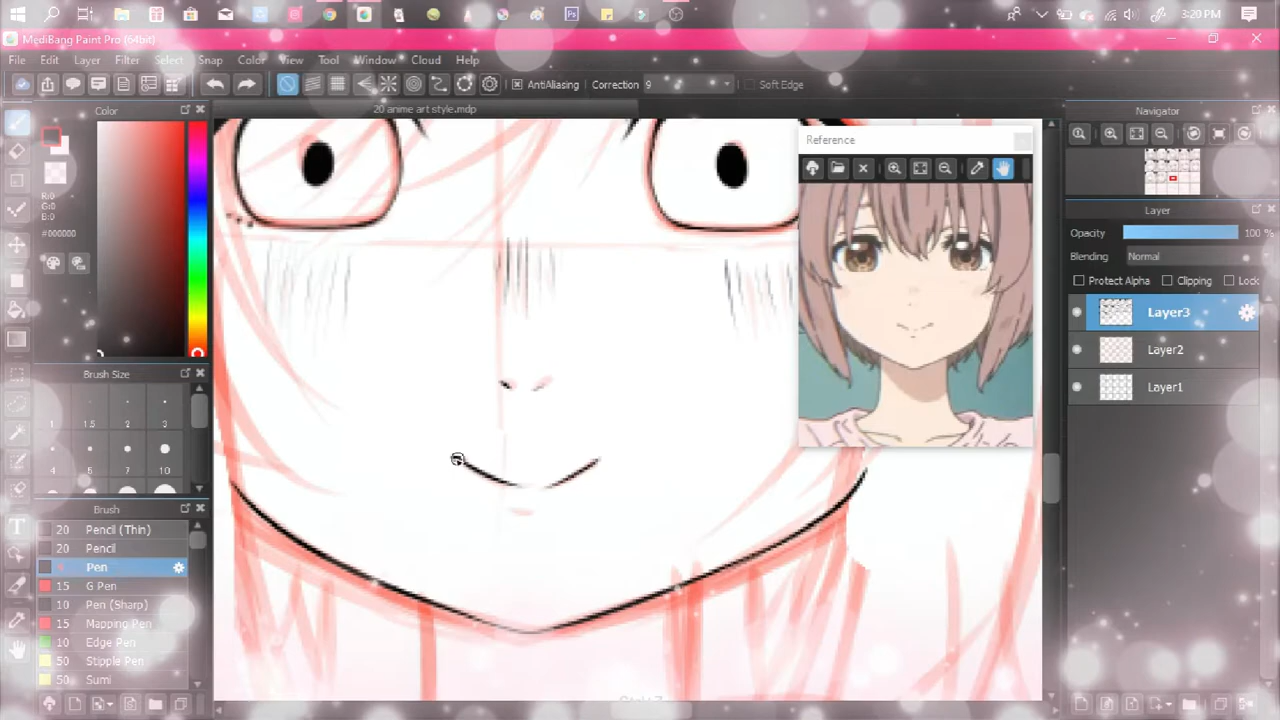 3:20 PM
MediBang Paint Pro (64bit)
File Edit Layer Filter Select Snap Color View Tool Window Cloud Help
AntiAliasing Correction 9 Soft Edge
Color
20 anime art style.mdp
Navigator
Reference
R:0
G:0
B:0
#000000
Layer
Opacity 100 %
Blending Normal
Protect Alpha Clipping Lock
Layer3
Layer2
Layer1
Brush Size
1 1.5 2 3
4 5 7 10
Brush
20 Pencil (Thin)
20 Pencil
Pen
15 G Pen
10 Pen (Sharp)
15 Mapping Pen
10 Edge Pen
50 Stipple Pen
50 Sumi